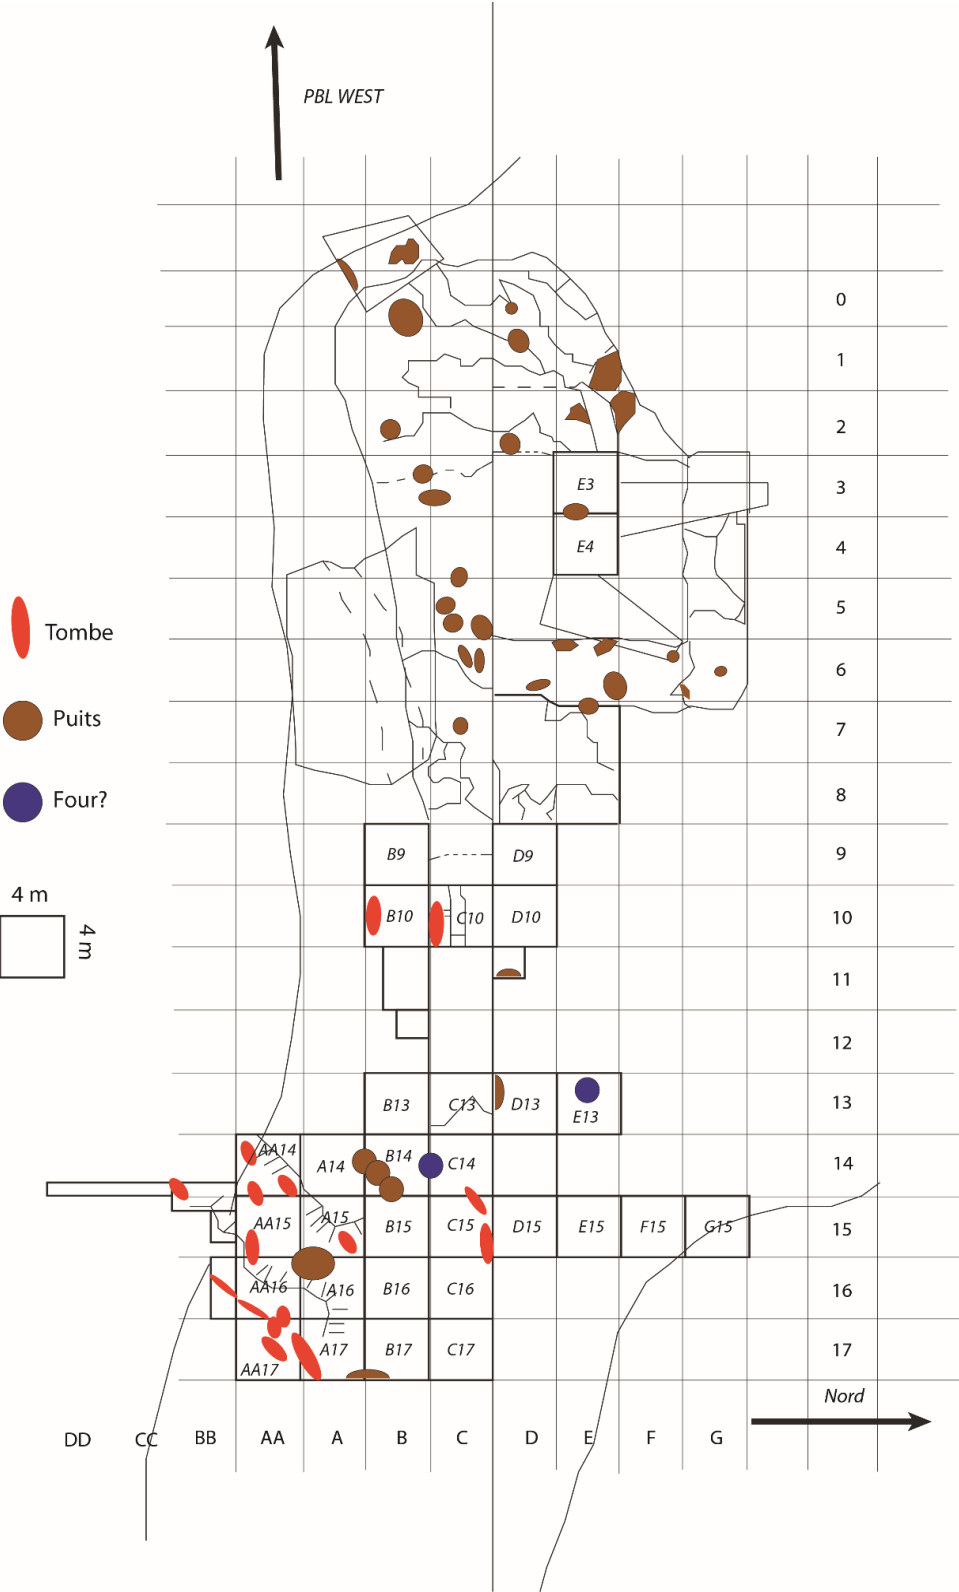 PBL WEST
0
1
2
E3
3
E4
4
5
Tombe
6
Puits
7
Four?
8
B9
D9
9
4 m
4 m
B10
C10
D10
10
11
12
B13
C13
D13
E13
13
AA14
A14
B14
C14
14
AA15
A15
B15
C15
D15
E15
F15
G15
15
AA16
A16
B16
C16
16
AA17
A17
B17
C17
17
Nord
DD
CC
BB
AA
A
B
C
D
E
F
G